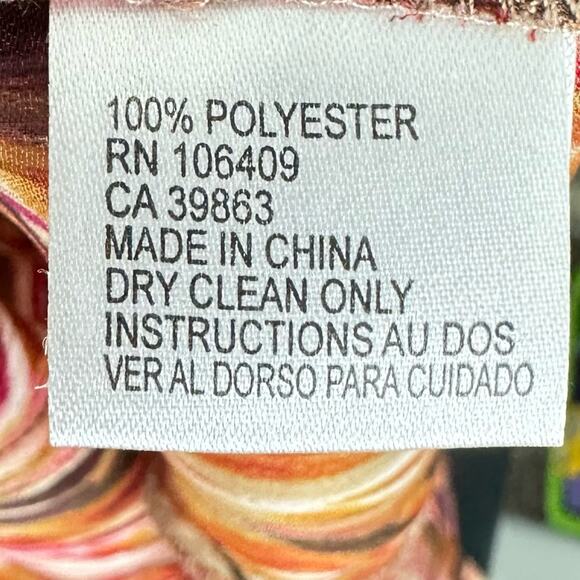 100% POLYESTER
RN 106409
CA 39863
MADE IN CHINA
DRY CLEAN ONLY
INSTRUCTIONS AU DOS
VER AL DORSO PARA CUIDADO